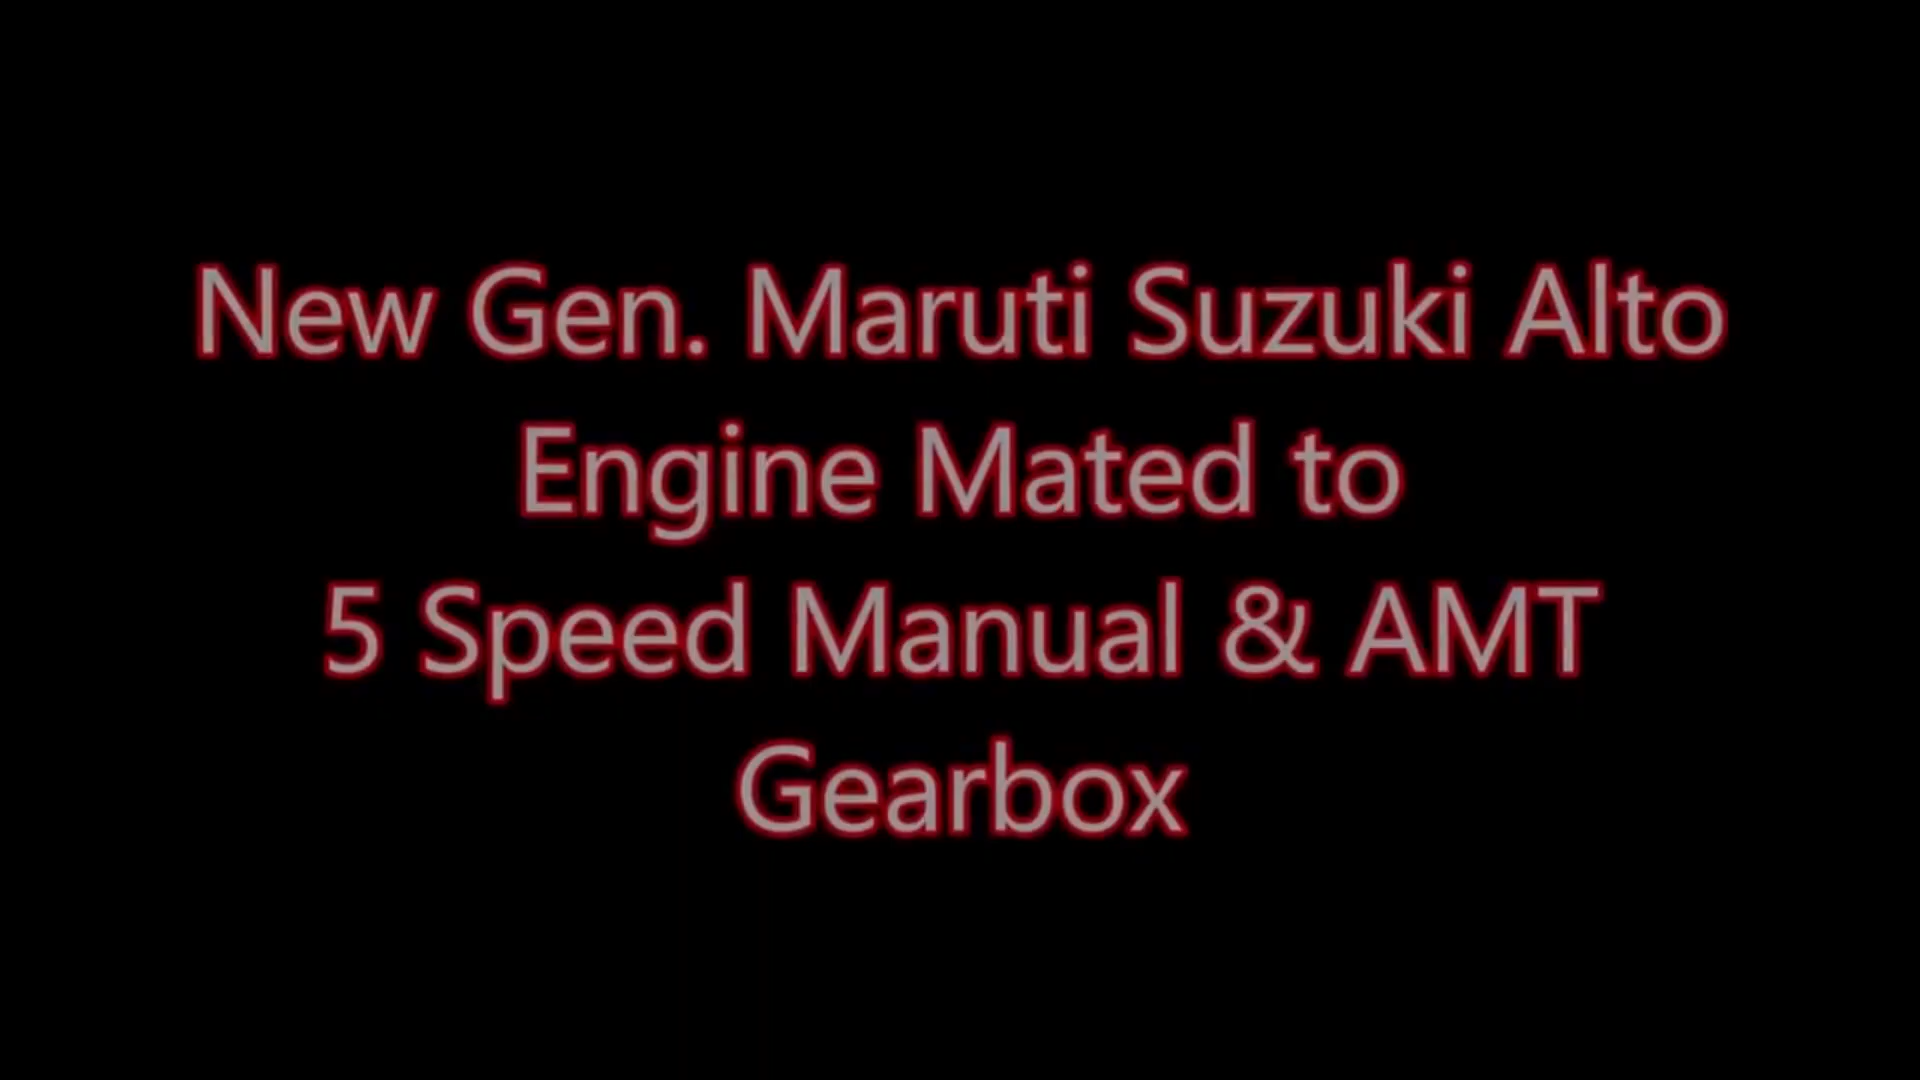 New Gen. Maruti Suzuki Alto
Engine Mated to
5 Speed Manual & AMT
Gearbox